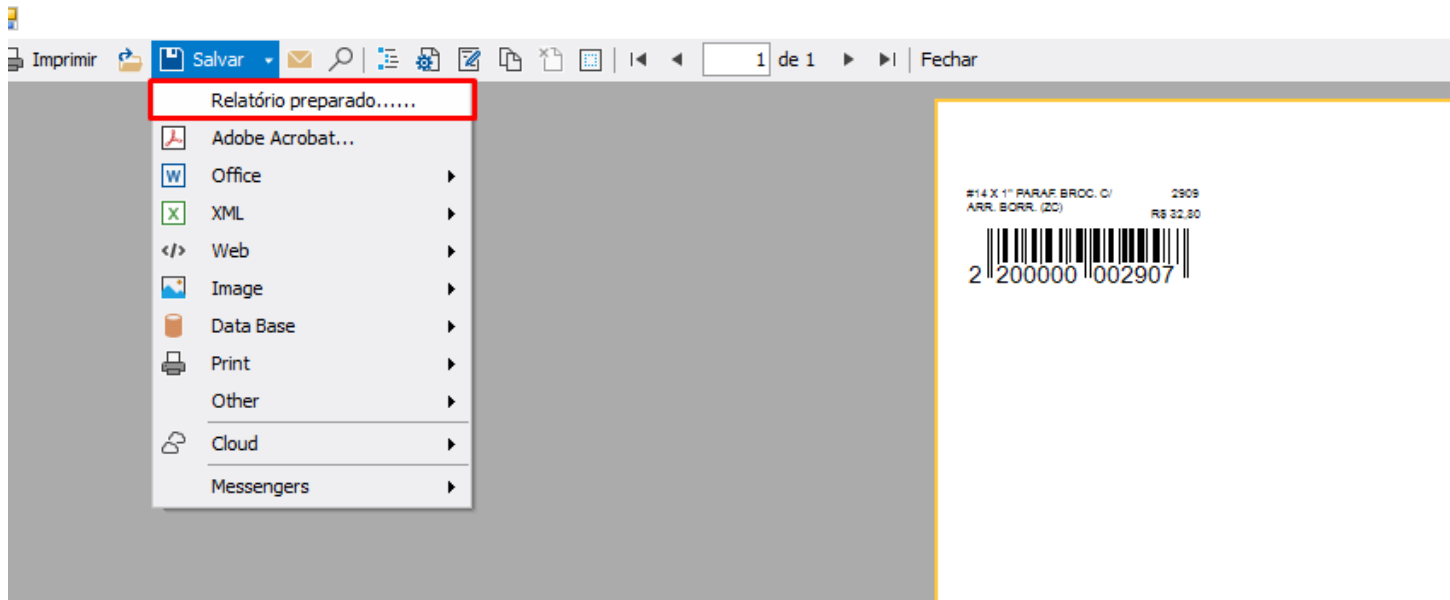 Imprimir Salvar 1 de 1 Fechar
Relatório preparado......
Adobe Acrobat...
Office
XML
Web
Image
Data Base
Print
Other
Cloud
Messengers
#14 X 1" PARAF. BROC. C/ 2909
ARR. BORR. (ZC) R$ 32,80
2 200000 002907